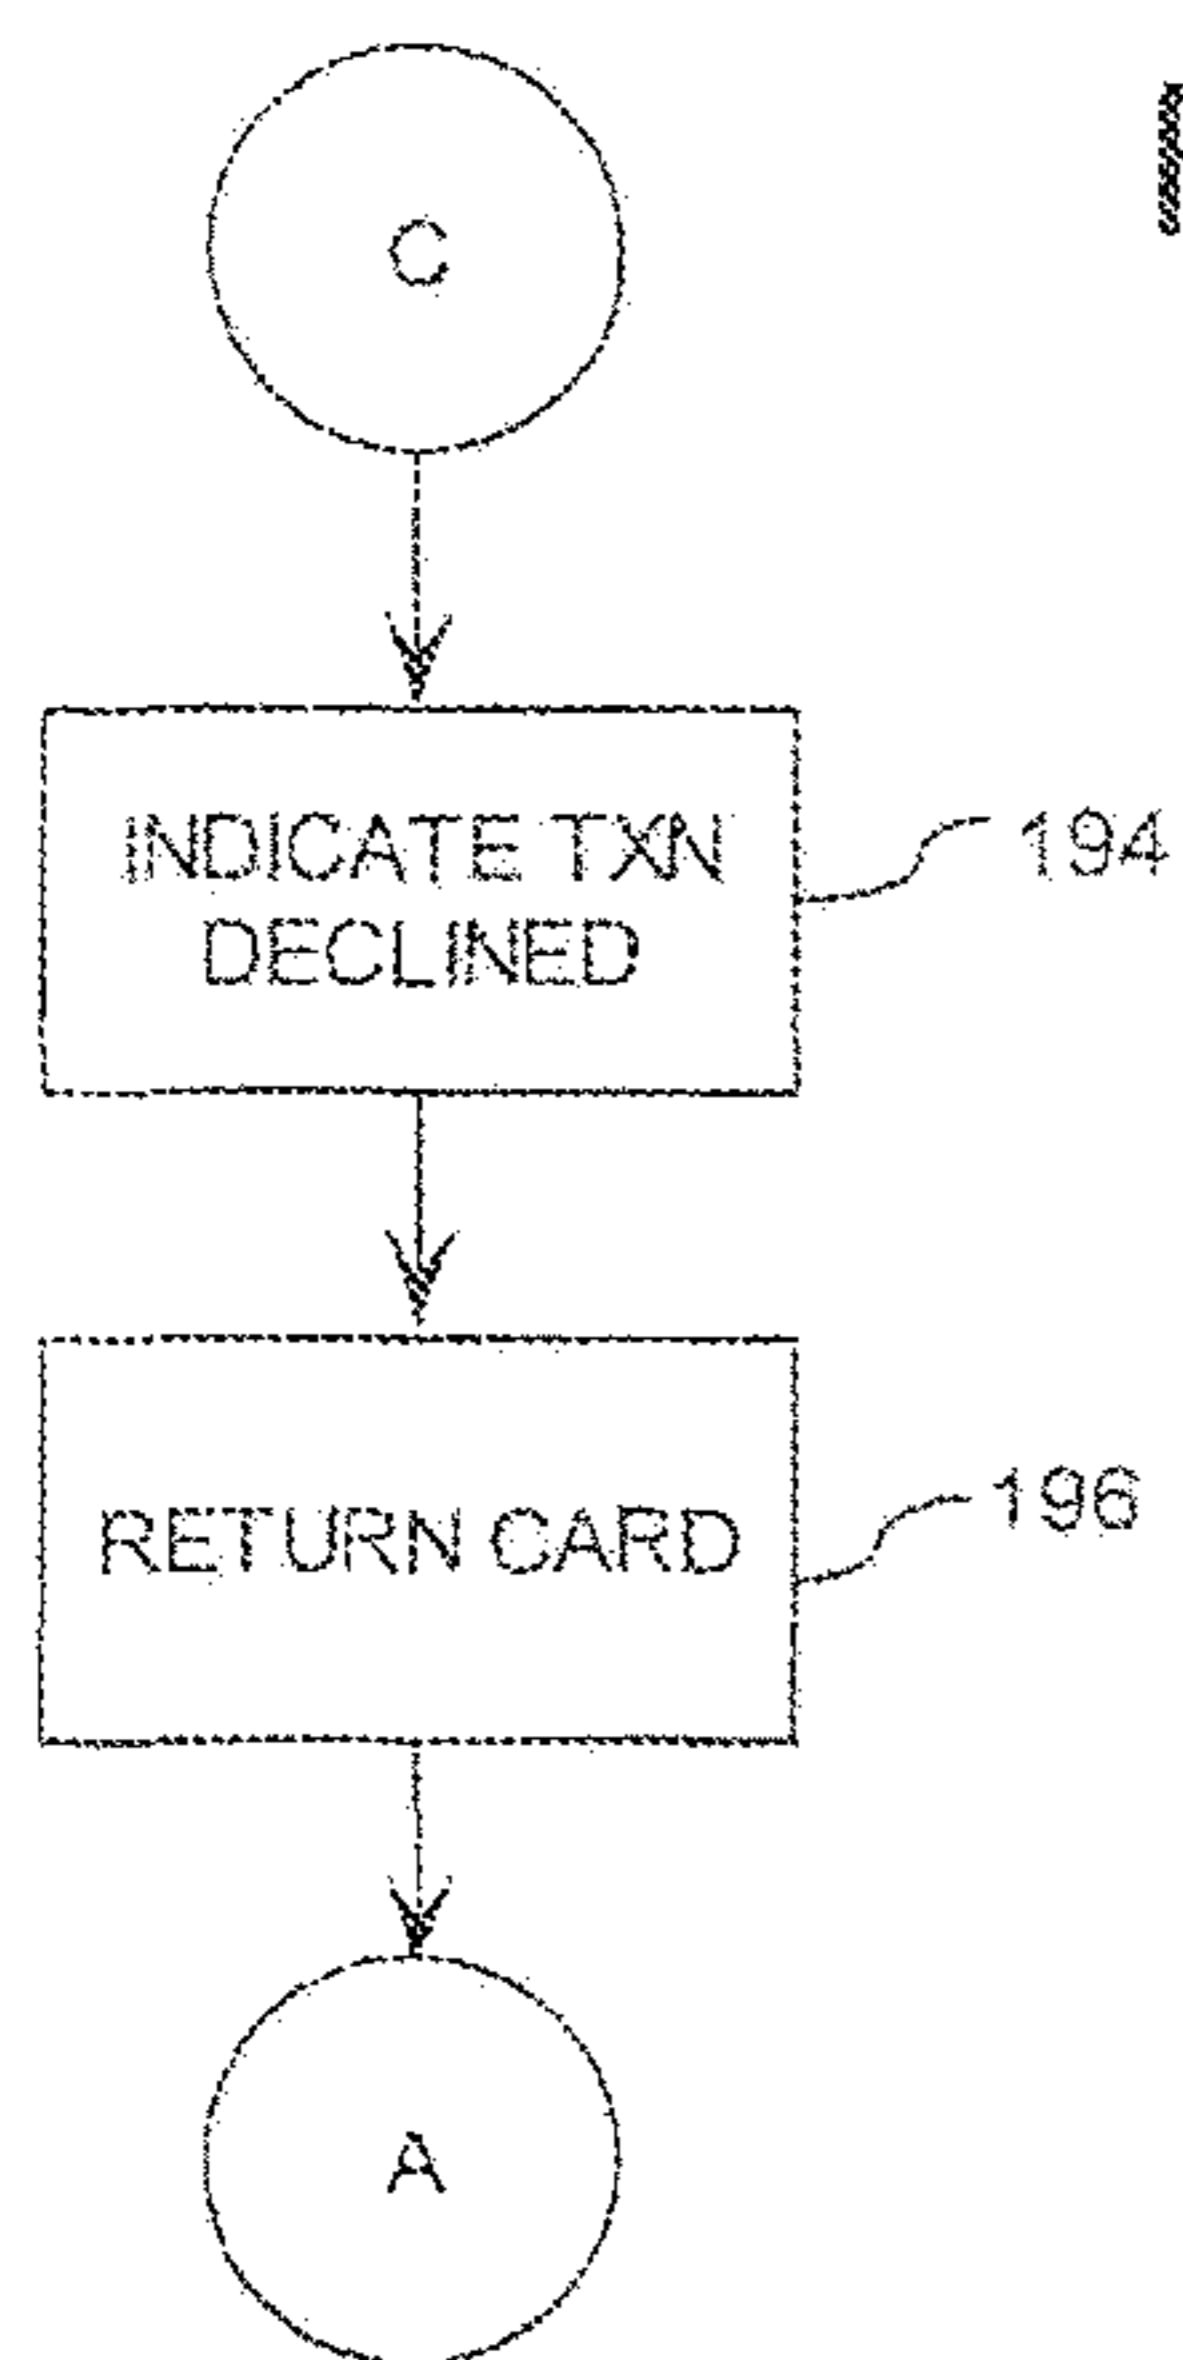 C
INDICATE TXN
DECLINED
194
RETURN CARD
196
A